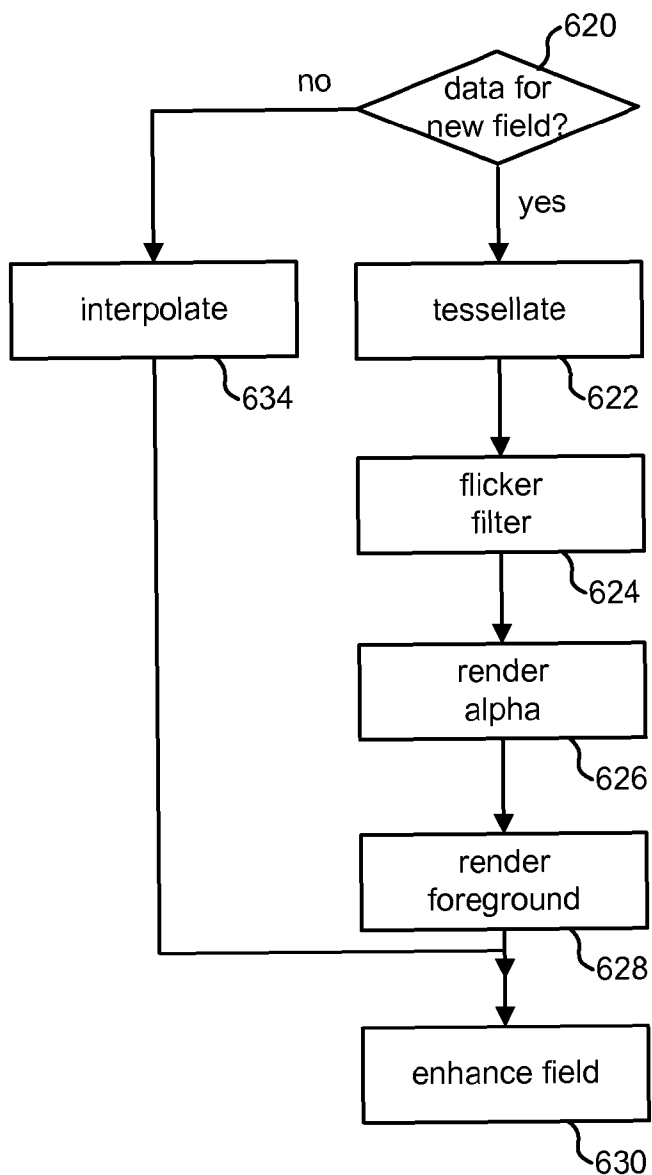 620
no
data for
new field?
yes
interpolate
tessellate
634
622
flicker
filter
624
render
alpha
626
render
foreground
628
enhance field
630